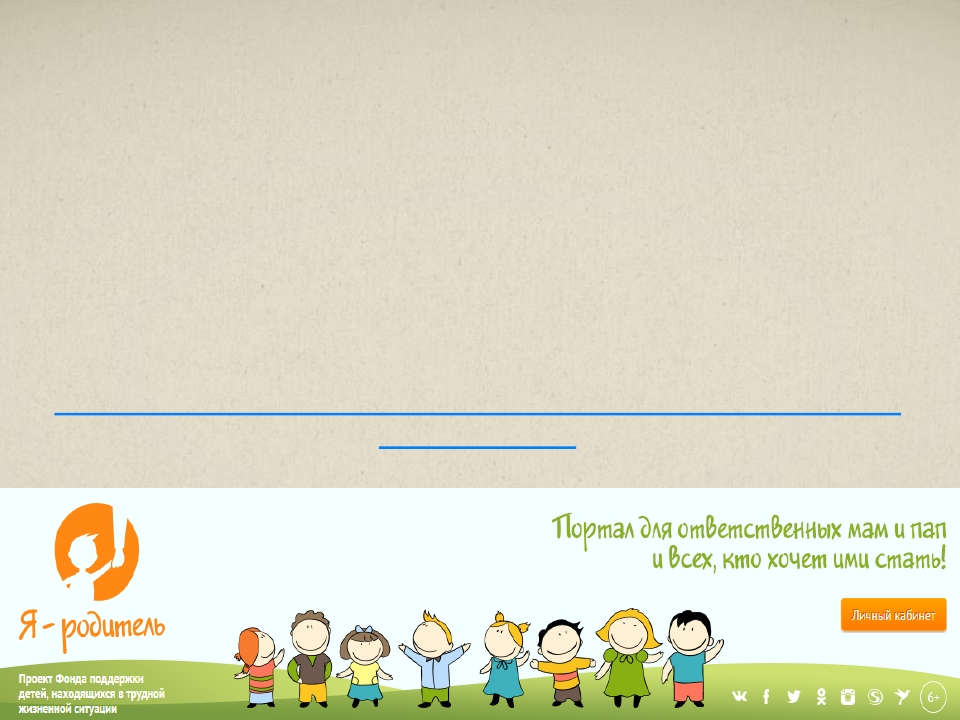 Портал для ответственных мам и пап
и всех, кто хочет ими стать!
Я - родитель
Личный кабинет
Проект Фонда поддержки
детей, находящихся в трудной
жизненной ситуации
6+